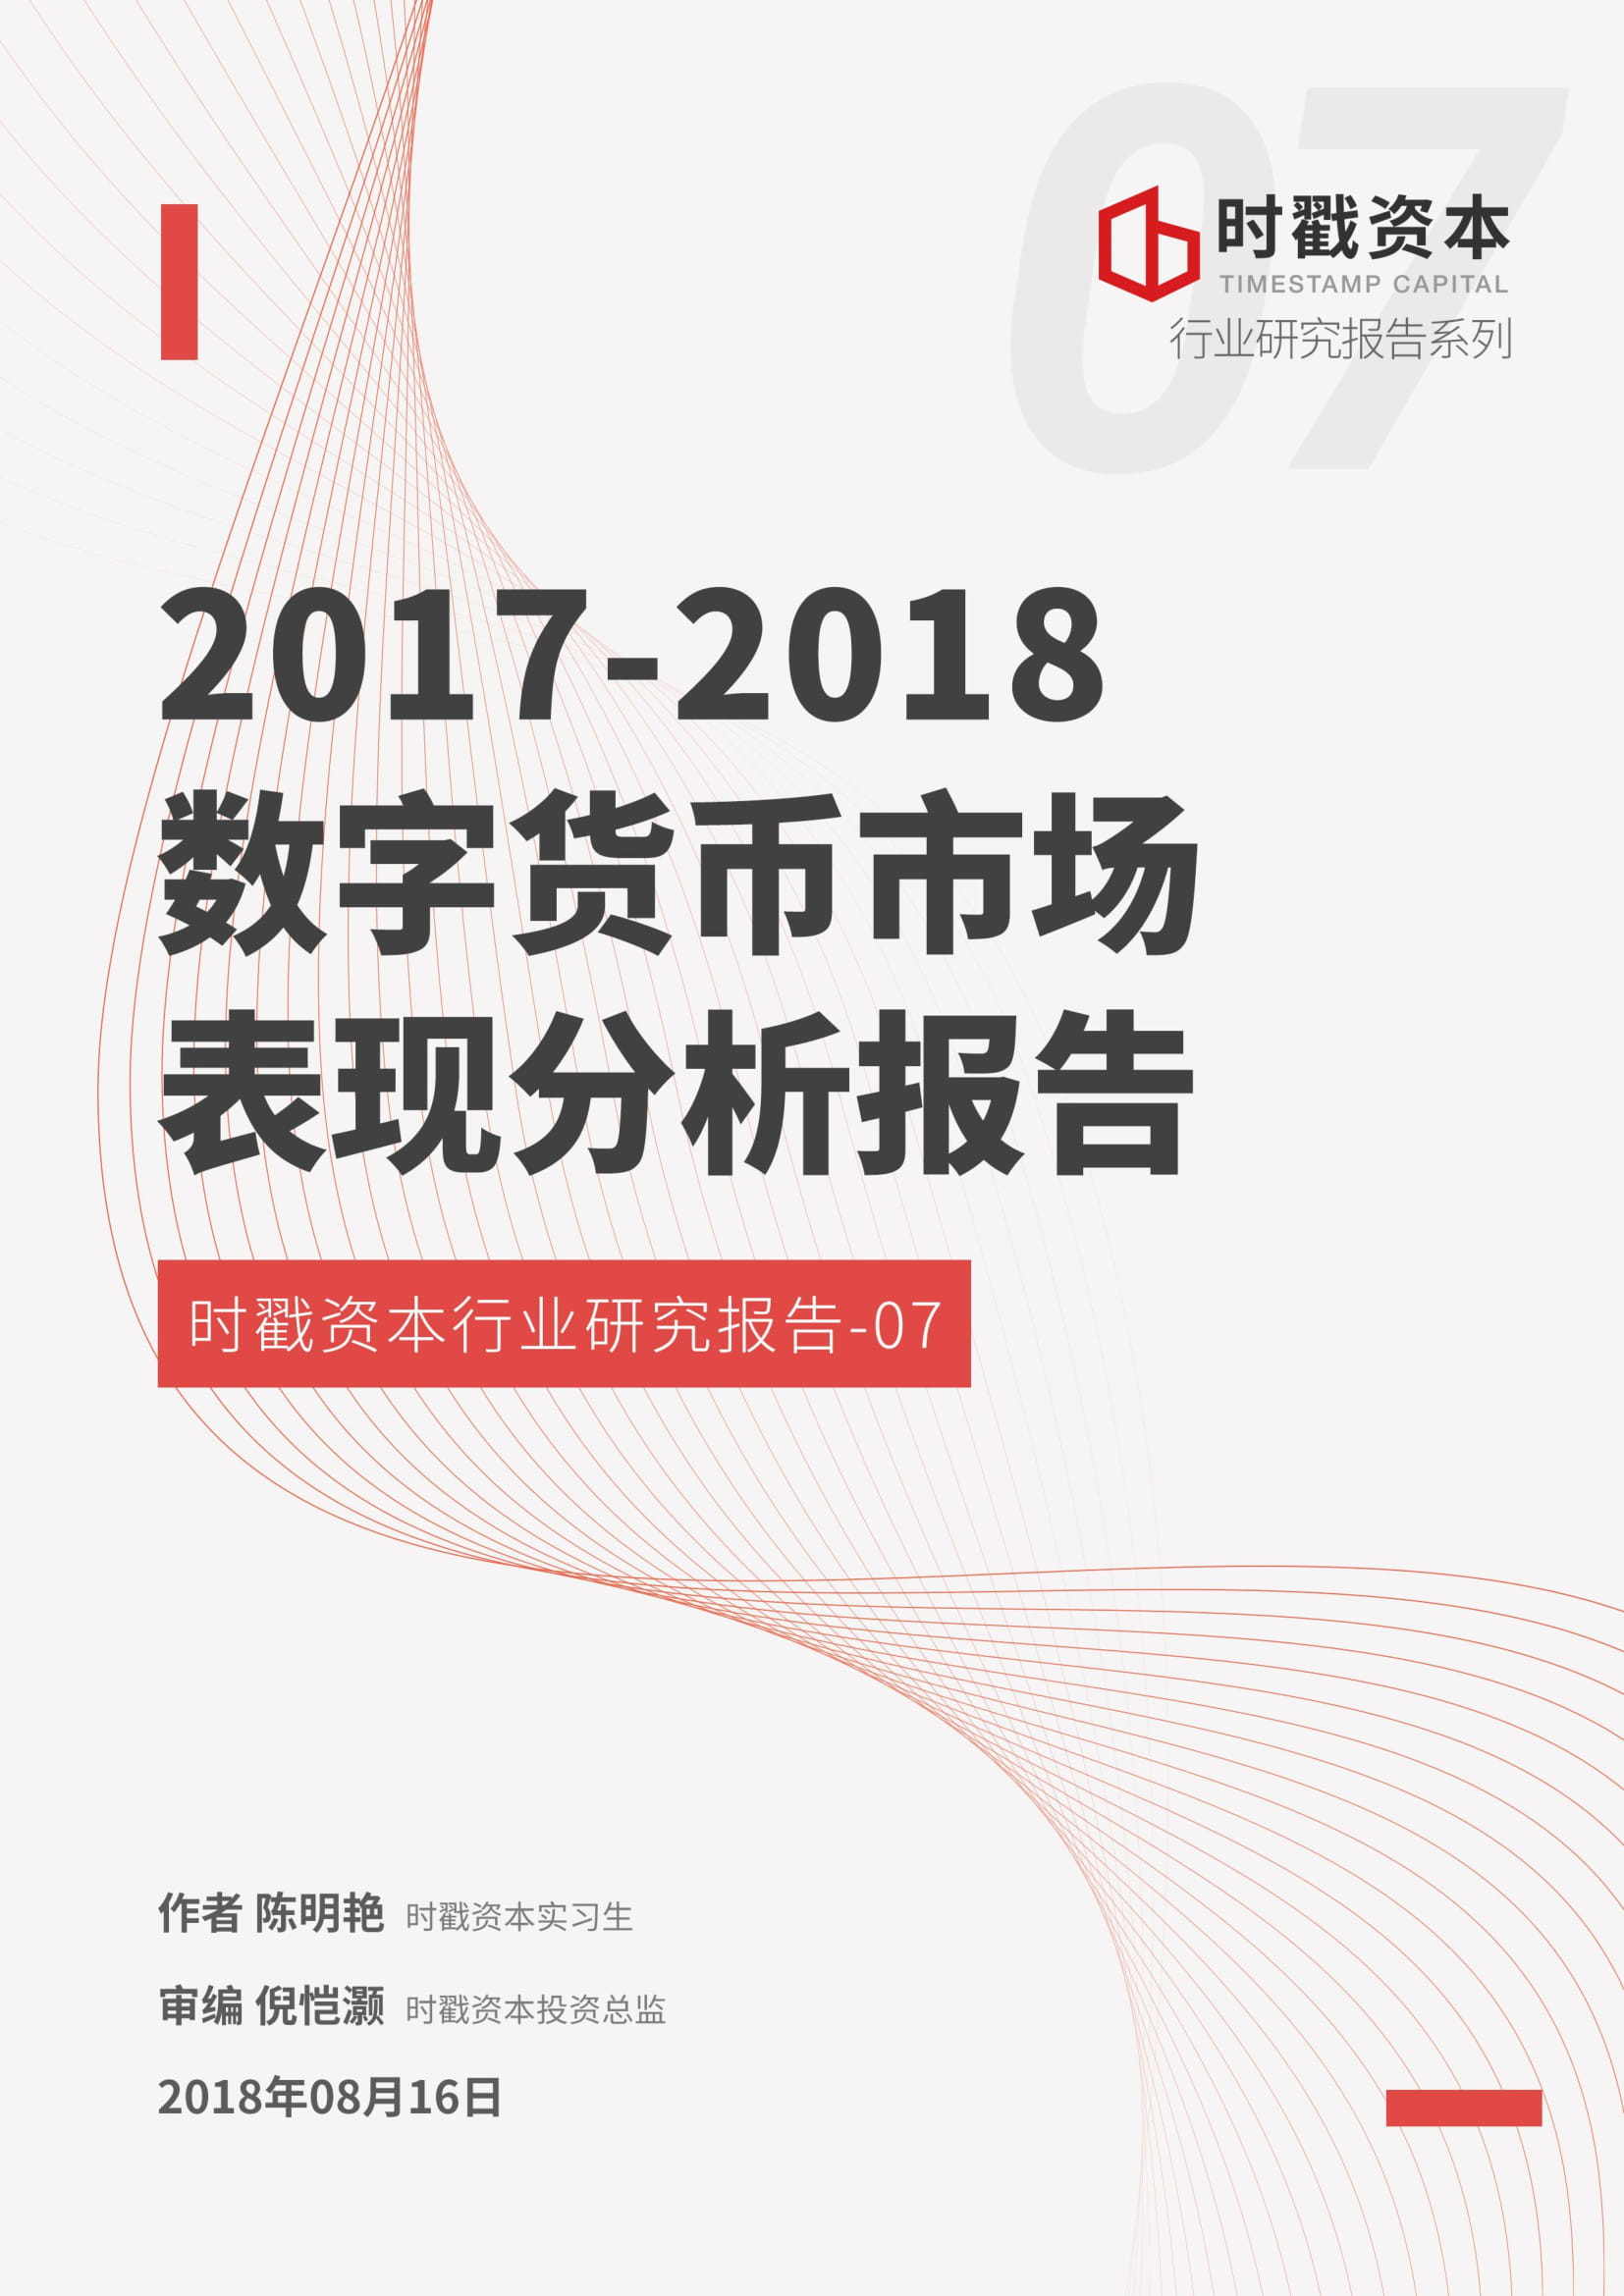 07
时戳资本
TIMESTAMP CAPITAL
行业研究报告系列
2017-2018
数字货币市场
表现分析报告
时戳资本行业研究报告-07
作者 陈明艳 时戳资本实习生
审编 倪恺灏 时戳资本投资总监
2018年08月16日